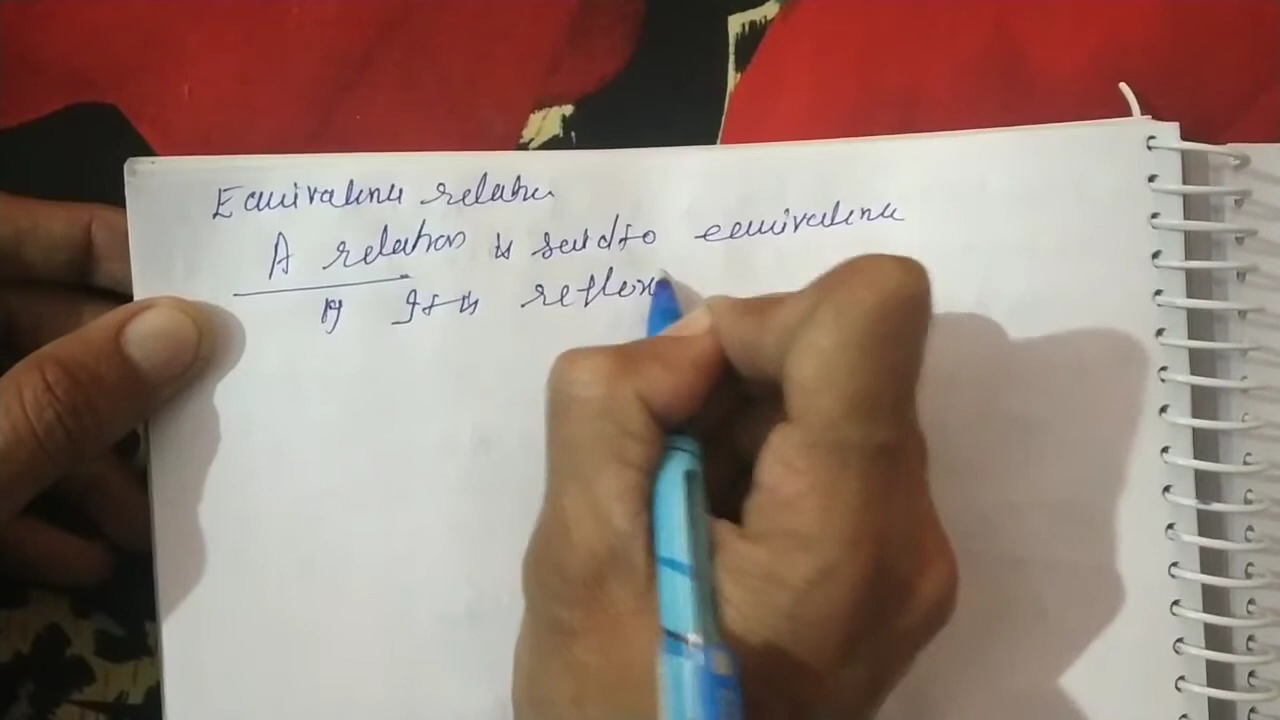 Equivalence relation
A relation is said to equivalence
if It is reflex